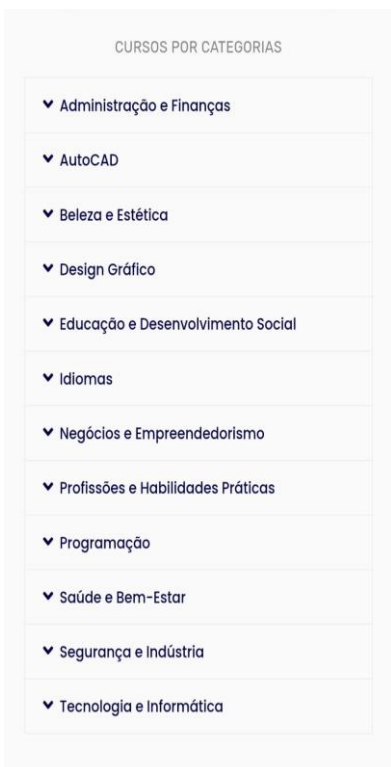 CURSOS POR CATEGORIAS
Administração e Finanças
AutoCAD
Beleza e Estética
Design Gráfico
Educação e Desenvolvimento Social
Idiomas
Negócios e Empreendedorismo
Profissões e Habilidades Práticas
Programação
Saúde e Bem-Estar
Segurança e Indústria
Tecnologia e Informática